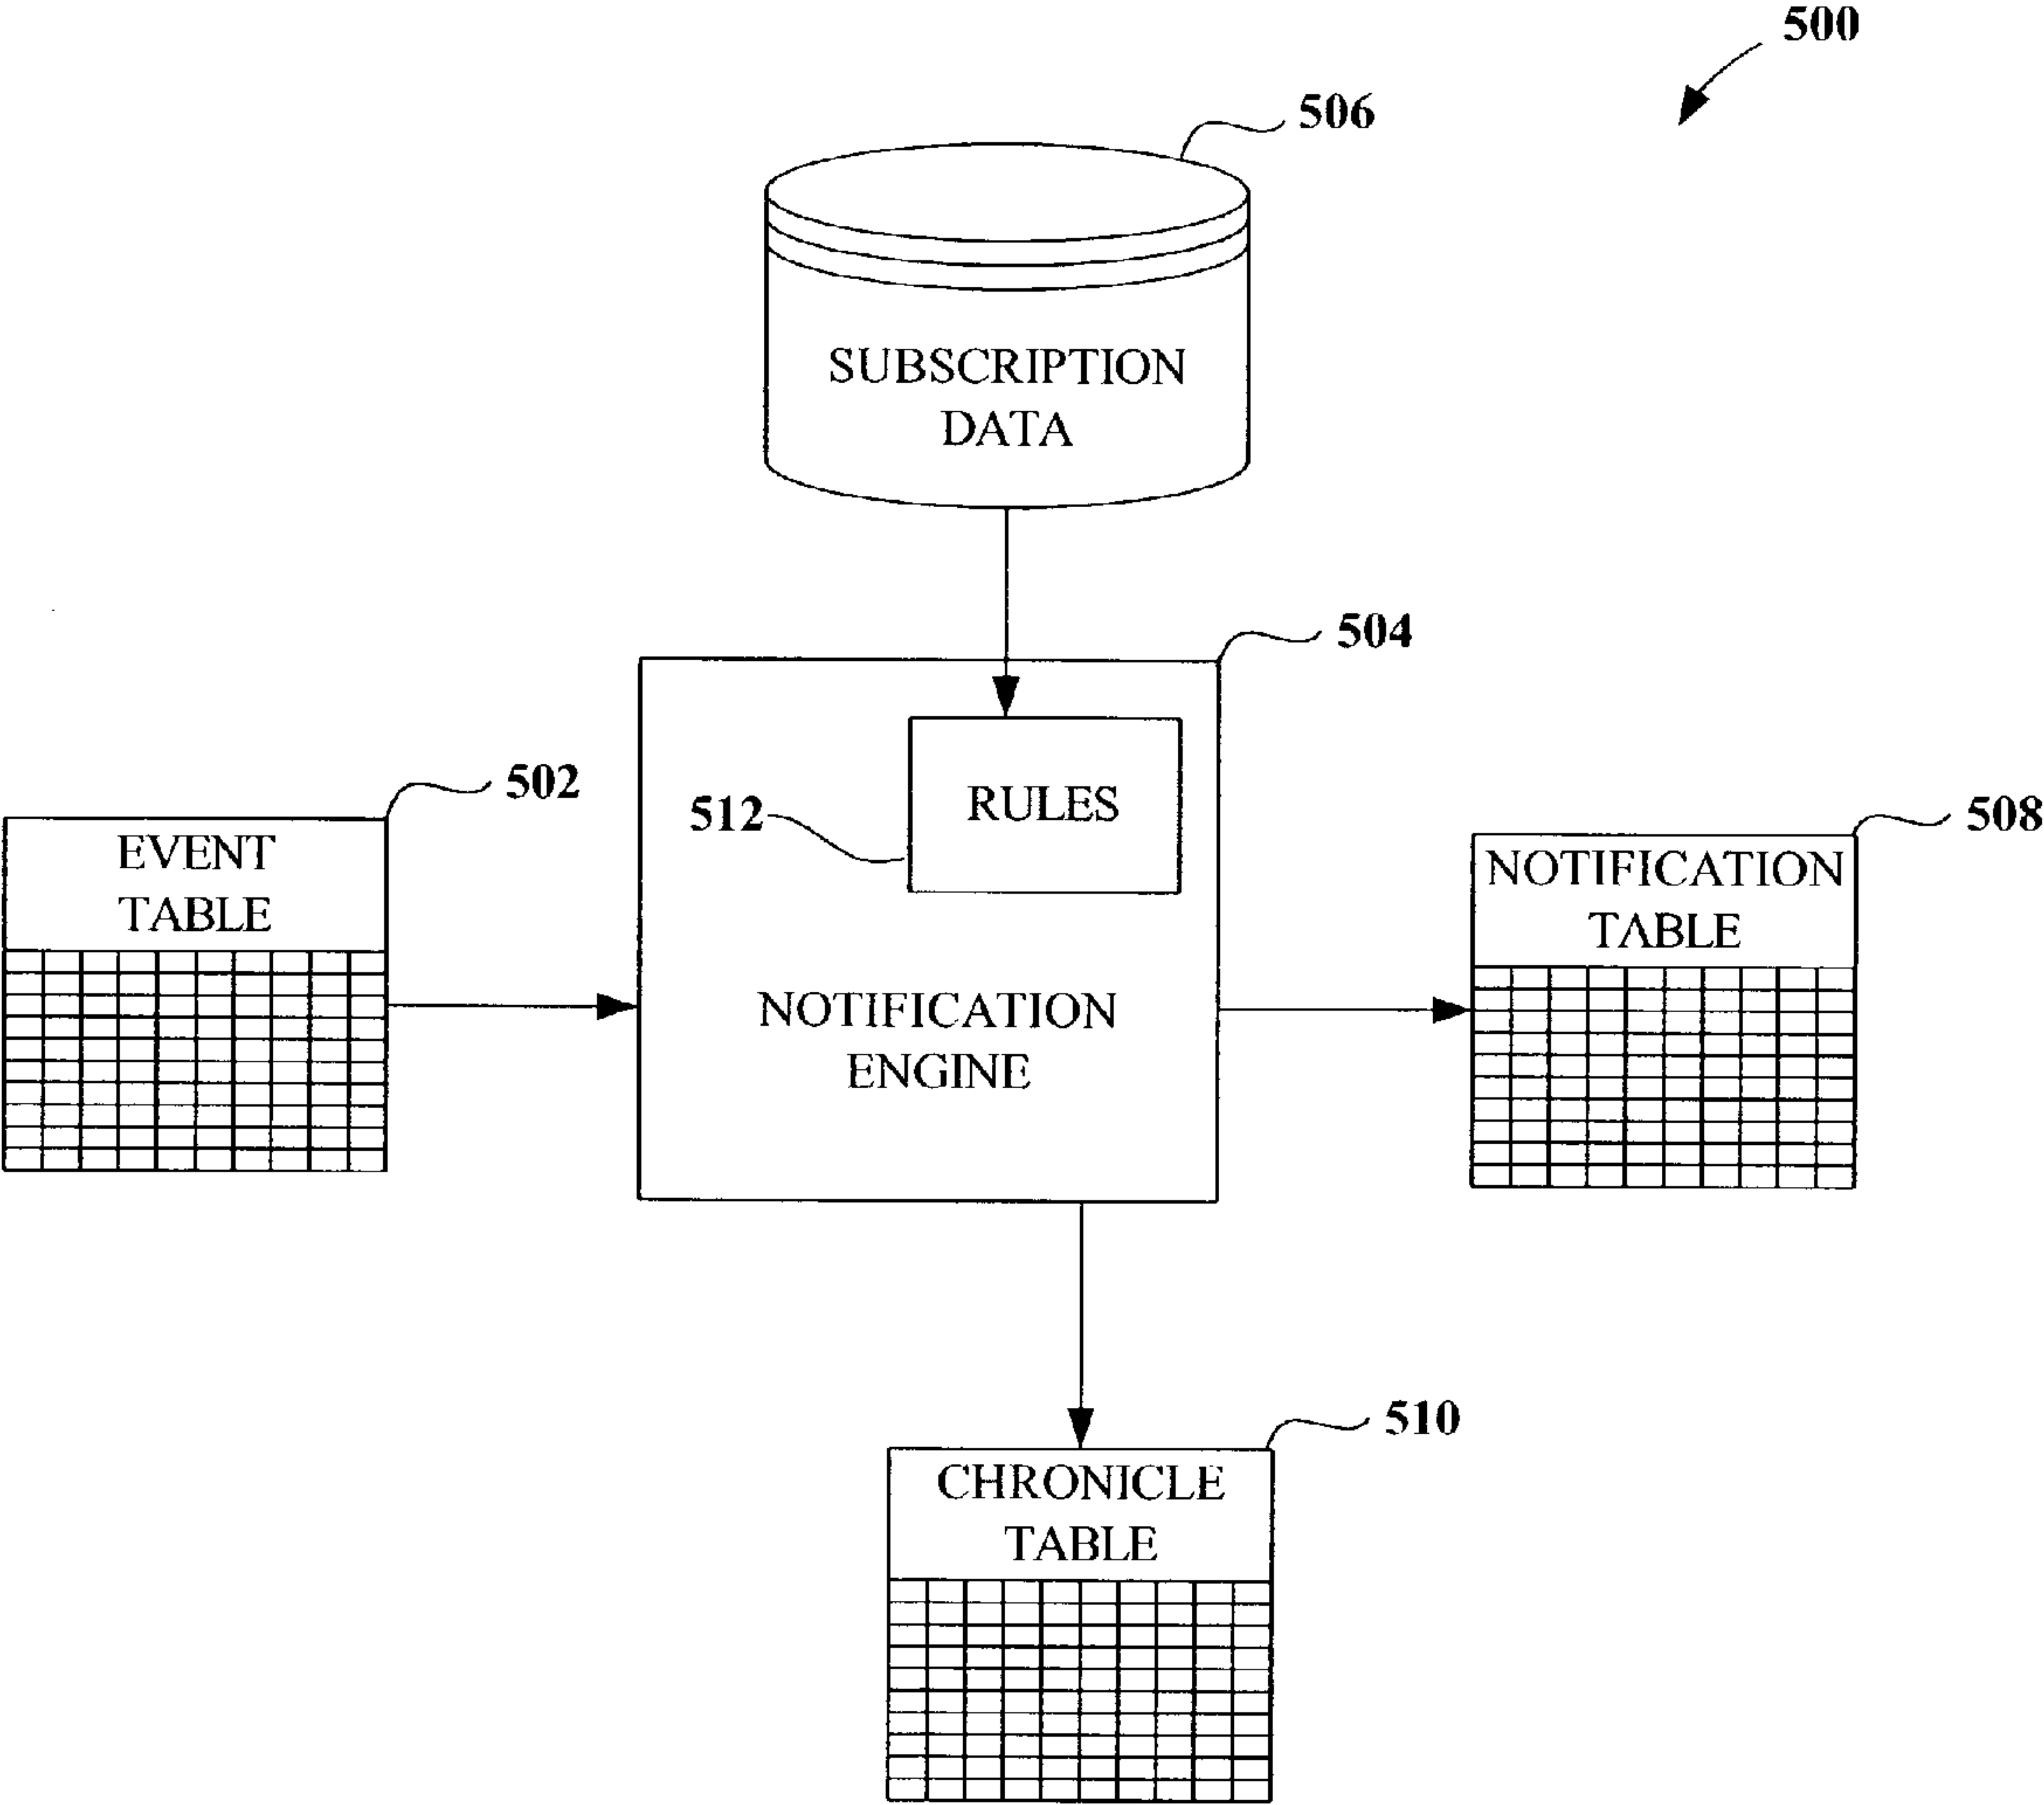 500
506
SUBSCRIPTION
DATA
504
502
512
RULES
508
EVENT
TABLE
NOTIFICATION
TABLE
NOTIFICATION
ENGINE
510
CHRONICLE
TABLE